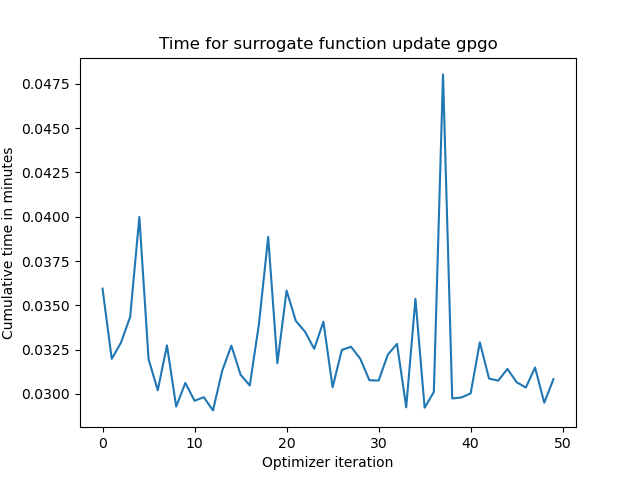 Time for surrogate function update gpgo
Cumulative time in minutes
0.0475
0.0450
0.0425
0.0400
0.0375
0.0350
0.0325
0.0300
0 10 20 30 40 50
Optimizer iteration